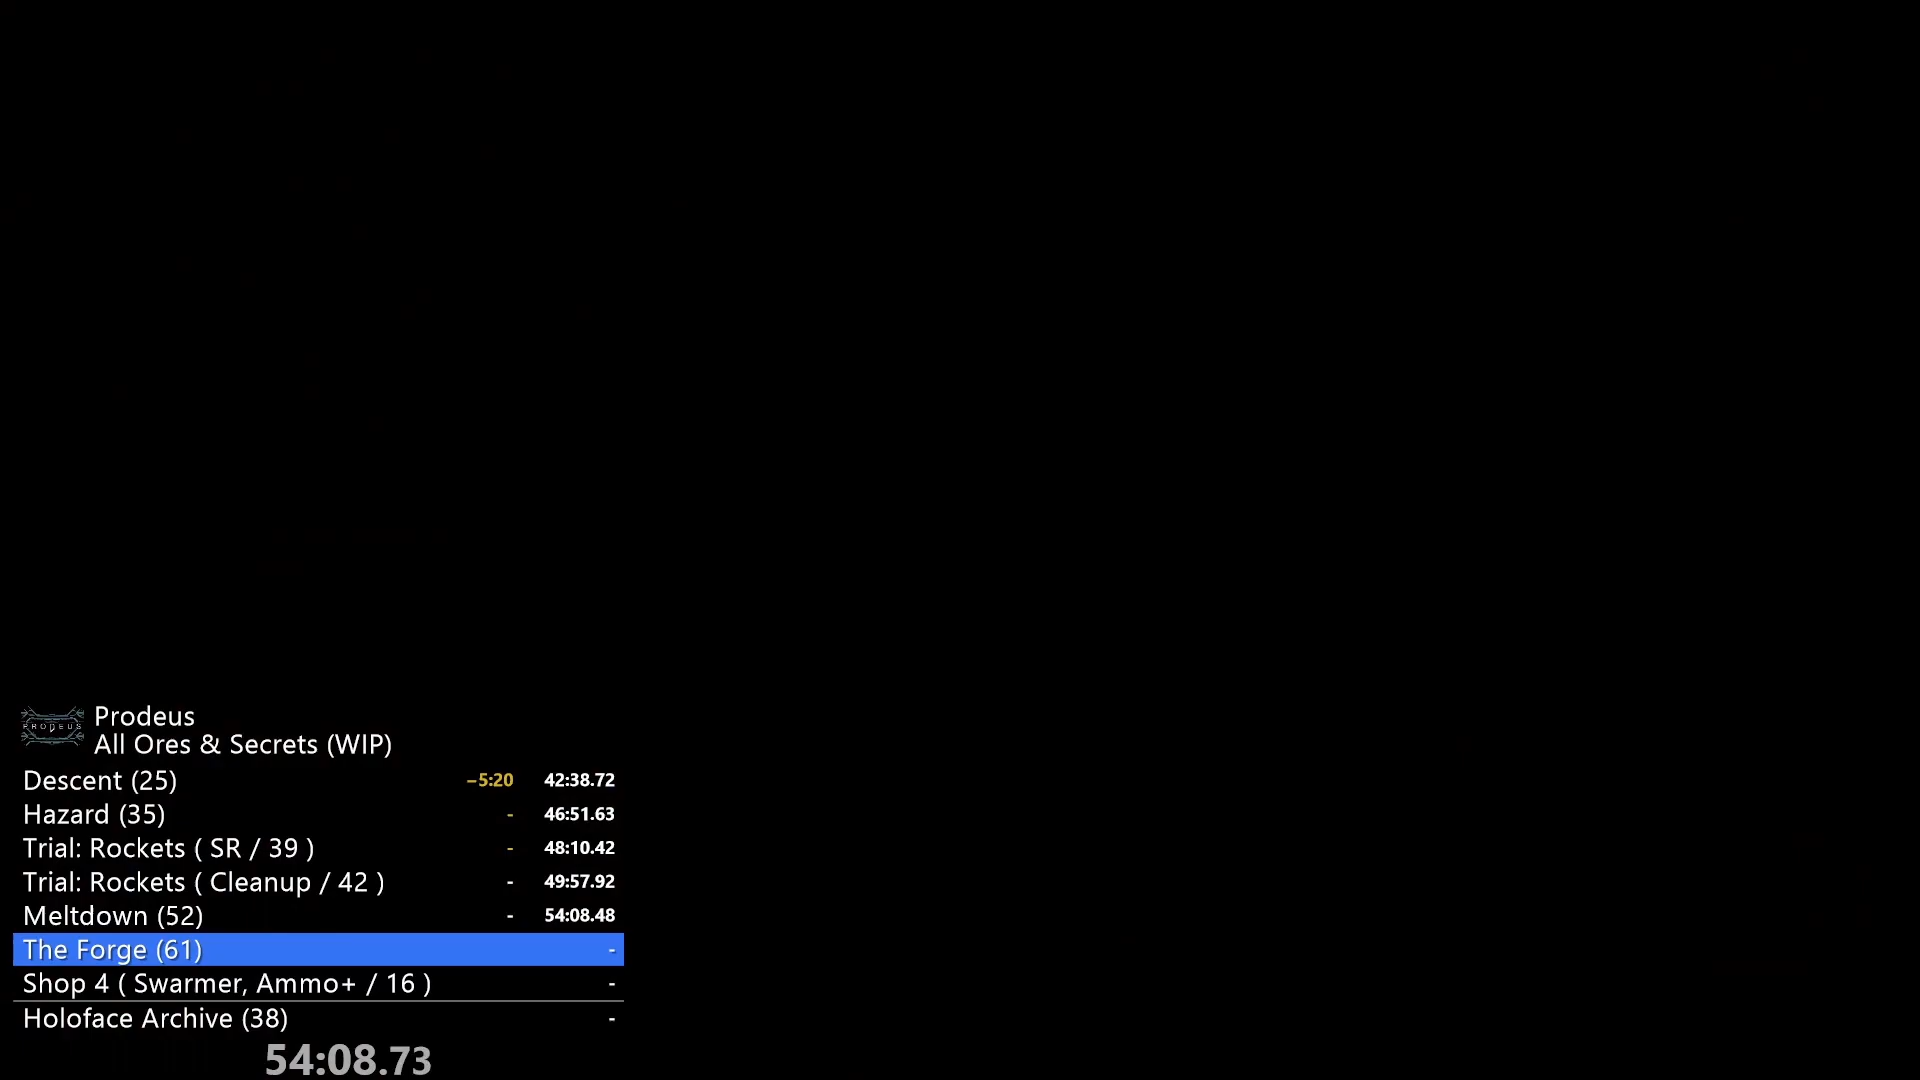 PRODEUS
Prodeus
All Ores & Secrets (WIP)
Descent (25) −5:20 42:38.72
Hazard (35) - 46:51.63
Trial: Rockets ( SR / 39 ) - 48:10.42
Trial: Rockets ( Cleanup / 42 ) - 49:57.92
Meltdown (52) - 54:08.48
The Forge (61) -
Shop 4 ( Swarmer, Ammo+ / 16 ) -
Holoface Archive (38) -
54:08.73